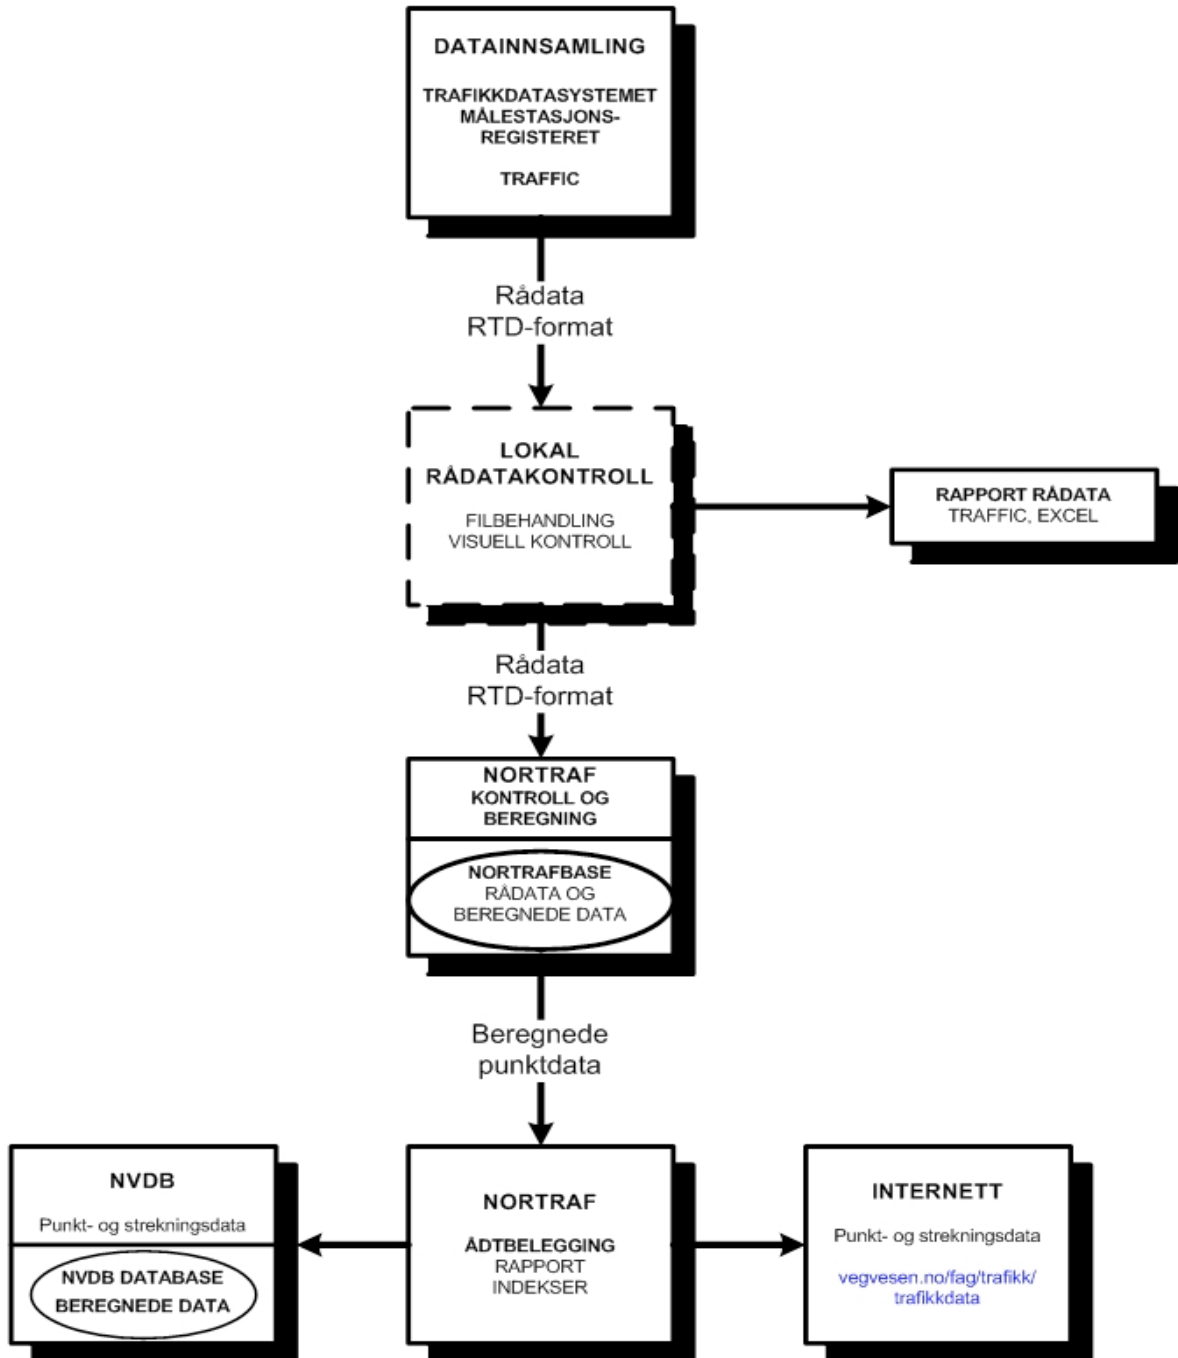 DATAINNSAMLING
TRAFIKKDATASYSTEMET
MÅLESTASJONS-
REGISTERET
TRAFFIC
Rådata
RTD-format
LOKAL
RÅDATAKONTROLL
FILBEHANDLING
VISUELL KONTROLL
RAPPORT RÅDATA
TRAFFIC, EXCEL
Rådata
RTD-format
NORTRAF
KONTROLL OG
BEREGNING
NORTRAFBASE
RÅDATA OG
BEREGNEDE DATA
Beregnede
punktdata
NVDB
Punkt- og strekningsdata
NVDB DATABASE
BEREGNEDE DATA
NORTRAF
ÅDTBELEGGING
RAPPORT
INDEKSER
INTERNETT
Punkt- og strekningsdata
vegvesen.no/fag/trafikk/
trafikkdata